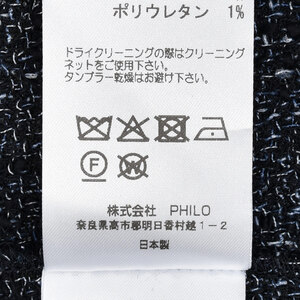 ポリウレタン 1%
ドライクリーニングの際はクリーニング
ネットをご使用下さい。
タンブラー乾燥はお避け下さい。
F W
株式会社 PHILO
奈良県高市郡明日香村越1-2
日本製